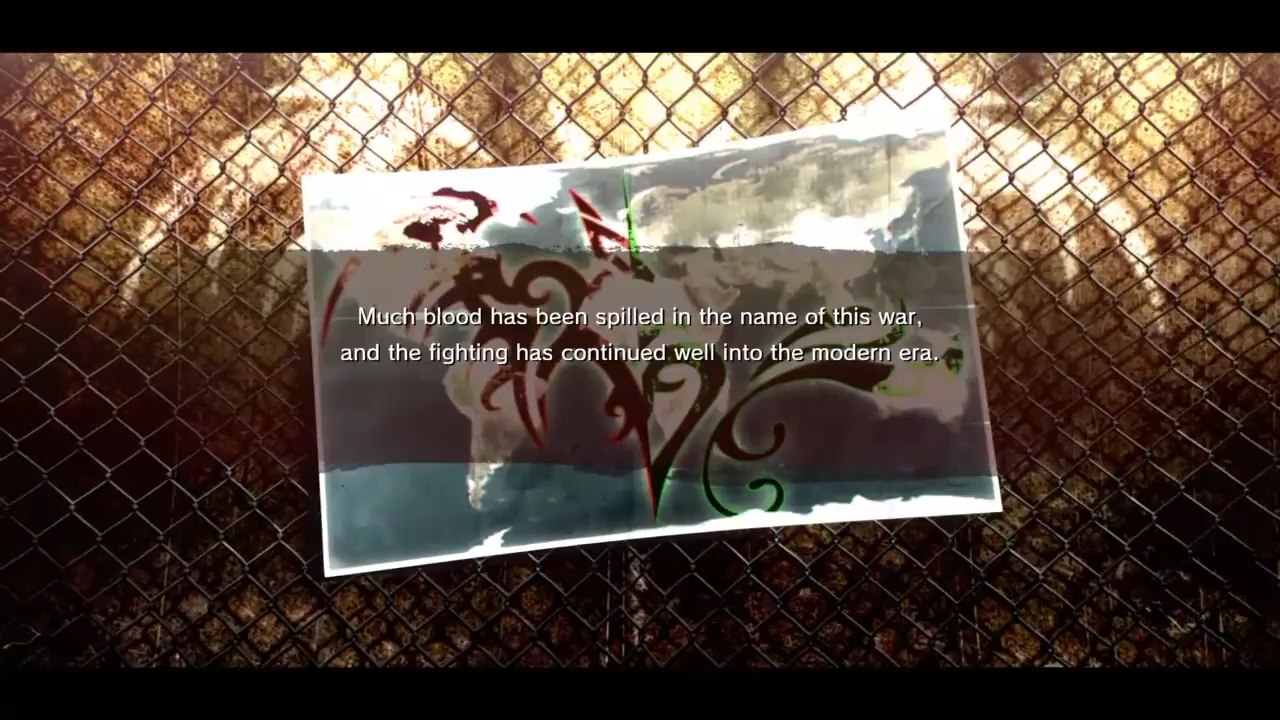 Much blood has been spilled in the name of this war,
and the fighting has continued well into the modern era.